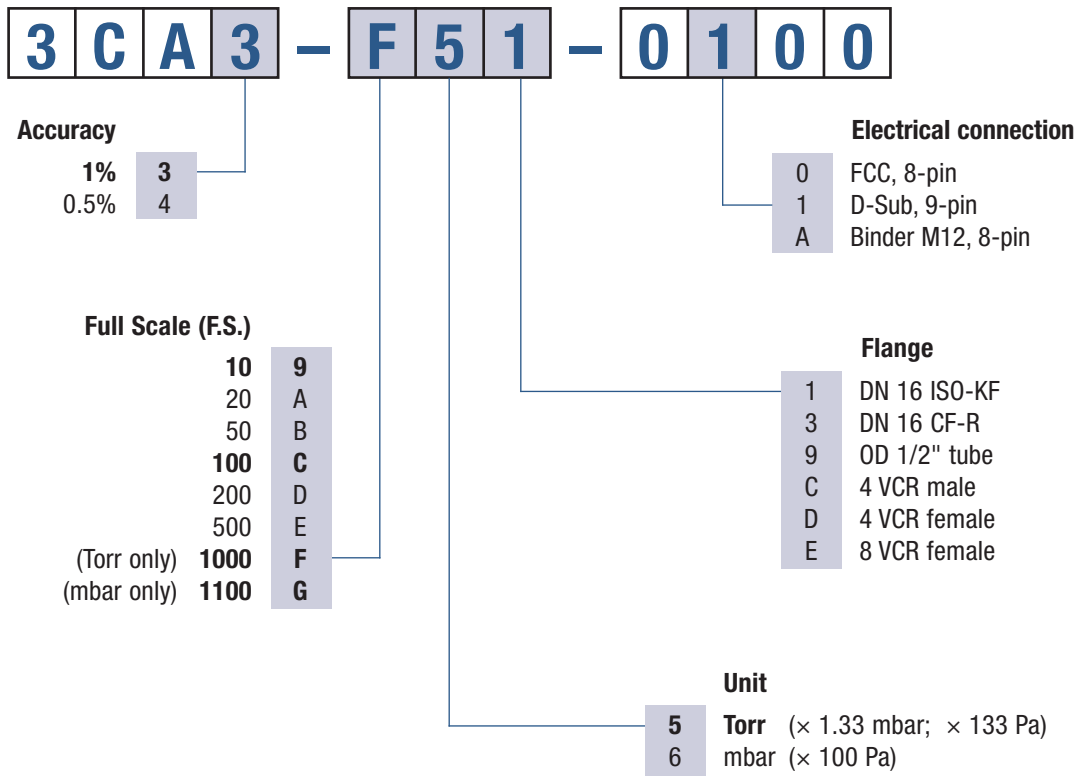 3CA3 – F51 – 0100
Accuracy
1% 3
0.5% 4
Electrical connection
0 FCC, 8-pin
1 D-Sub, 9-pin
A Binder M12, 8-pin
Full Scale (F.S.)
10 9
20 A
50 B
100 C
200 D
500 E
(Torr only) 1000 F
(mbar only) 1100 G
Flange
1 DN 16 ISO-KF
3 DN 16 CF-R
9 OD 1/2" tube
C 4 VCR male
D 4 VCR female
E 8 VCR female
Unit
5 Torr (× 1.33 mbar; × 133 Pa)
6 mbar (× 100 Pa)